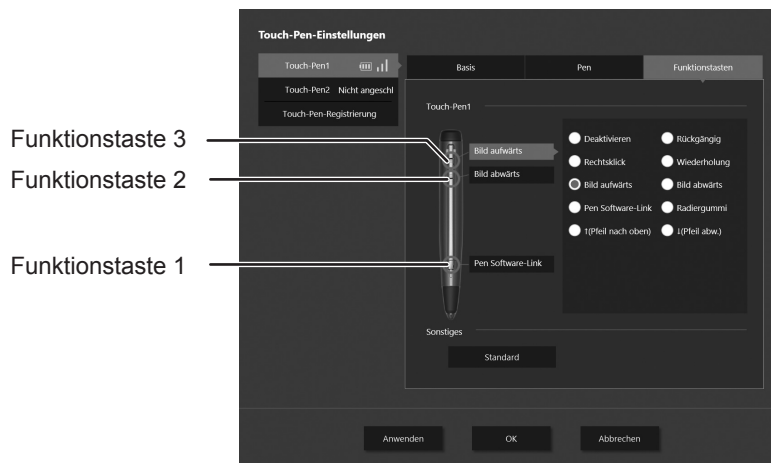 Touch-Pen-Einstellungen
Touch-Pen1
Touch-Pen2 Nicht angeschl
Touch-Pen-Registrierung
Basis Pen Funktionstasten
Touch-Pen1
Funktionstaste 3
Funktionstaste 2
Funktionstaste 1
Bild aufwärts
Bild abwärts
Pen Software-Link
Deaktivieren Rückgängig
Rechtsklick Wiederholung
Bild aufwärts Bild abwärts
Pen Software-Link Radiergummi
↑(Pfeil nach oben) ↓(Pfeil abw.)
Sonstiges
Standard
Anwenden OK Abbrechen